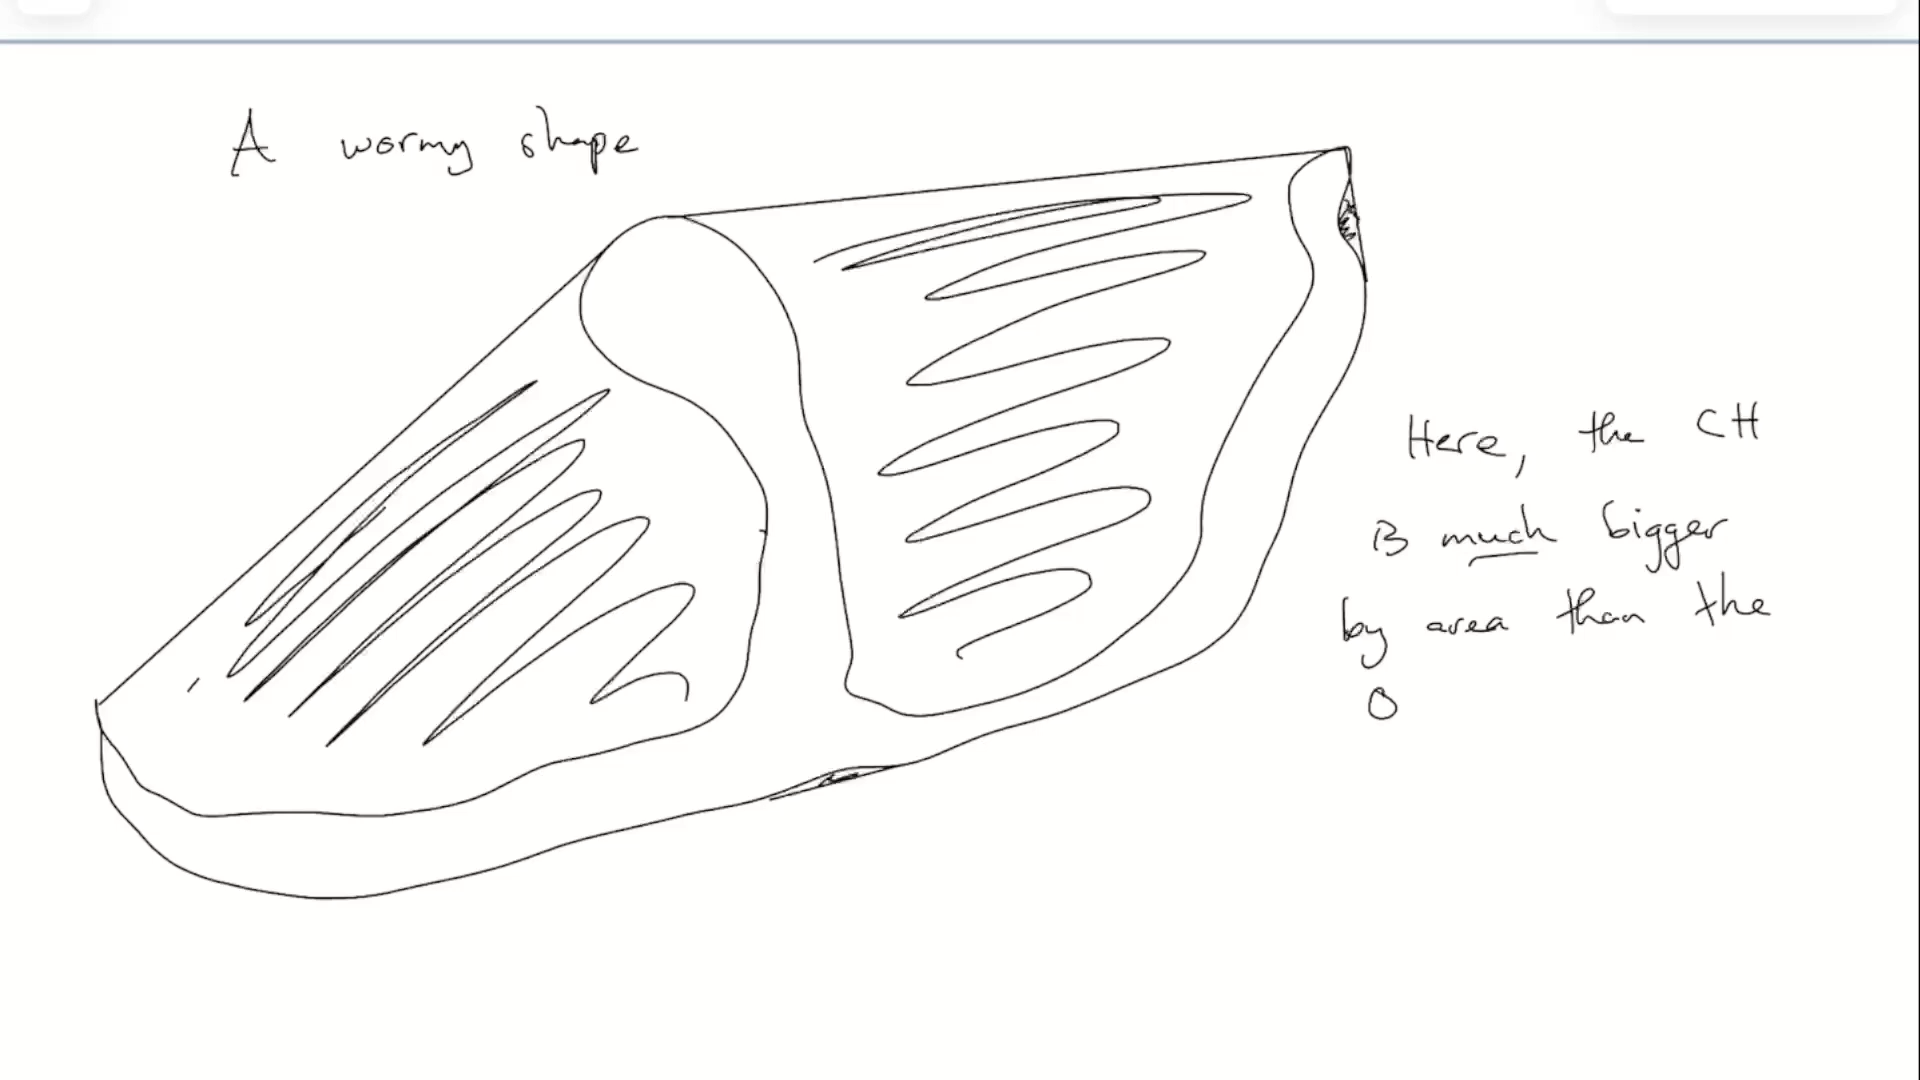 A wormy shape
Here, the CH
is much bigger
by area than the
O